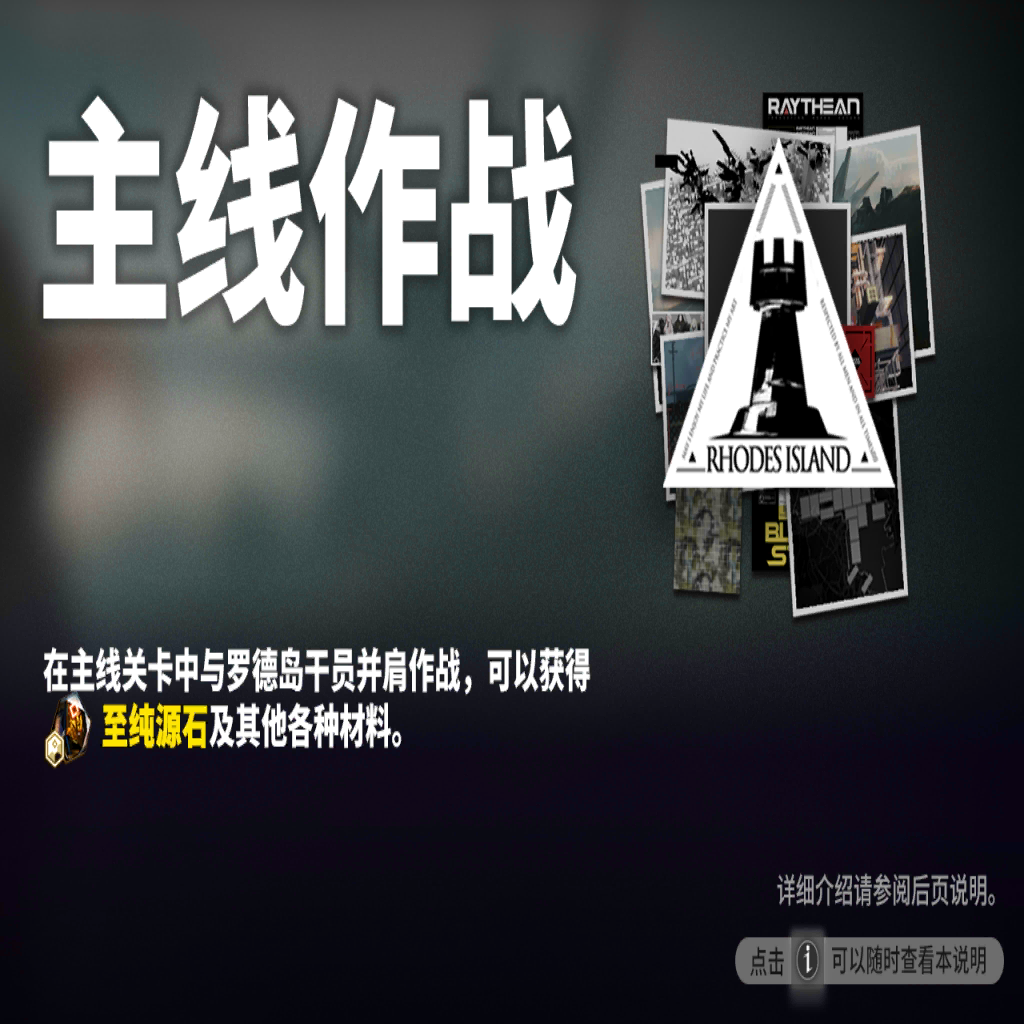 主线作战
RAYTHEAN
RHODES ISLAND
在主线关卡中与罗德岛干员并肩作战，可以获得
至纯源石及其他各种材料。
详细介绍请参阅后页说明。
点击 i 可以随时查看本说明